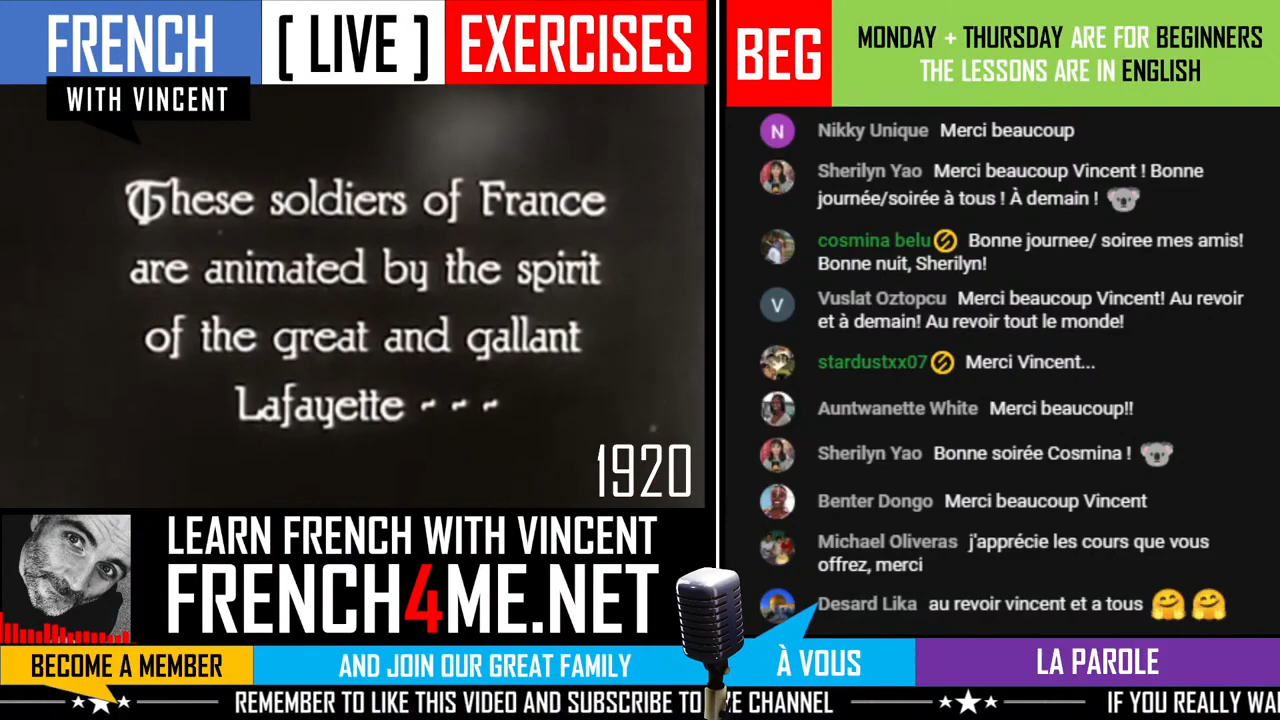 FRENCH
WITH VINCENT
[ LIVE ]
EXERCISES
BEG
MONDAY + THURSDAY ARE FOR BEGINNERS
THE LESSONS ARE IN ENGLISH
These soldiers of France
are animated by the spirit
of the great and gallant
Lafayette - - -
1920
LEARN FRENCH WITH VINCENT
FRENCH4ME.NET
N
Nikky Unique Merci beaucoup
Sherilyn Yao Merci beaucoup Vincent ! Bonne
journée/soirée à tous ! À demain !
cosmina belu Bonne journee/ soiree mes amis!
Bonne nuit, Sherilyn!
V
Vuslat Oztopcu Merci beaucoup Vincent! Au revoir
et à demain! Au revoir tout le monde!
stardustxx07 Merci Vincent...
Auntwanette White Merci beaucoup!!
Sherilyn Yao Bonne soirée Cosmina !
Benter Dongo Merci beaucoup Vincent
Michael Oliveras j'apprécie les cours que vous
offrez, merci
Desard Lika au revoir vincent et a tous
BECOME A MEMBER
AND JOIN OUR GREAT FAMILY
À VOUS
LA PAROLE
REMEMBER TO LIKE THIS VIDEO AND SUBSCRIBE TO CHANNEL
IF YOU REALLY